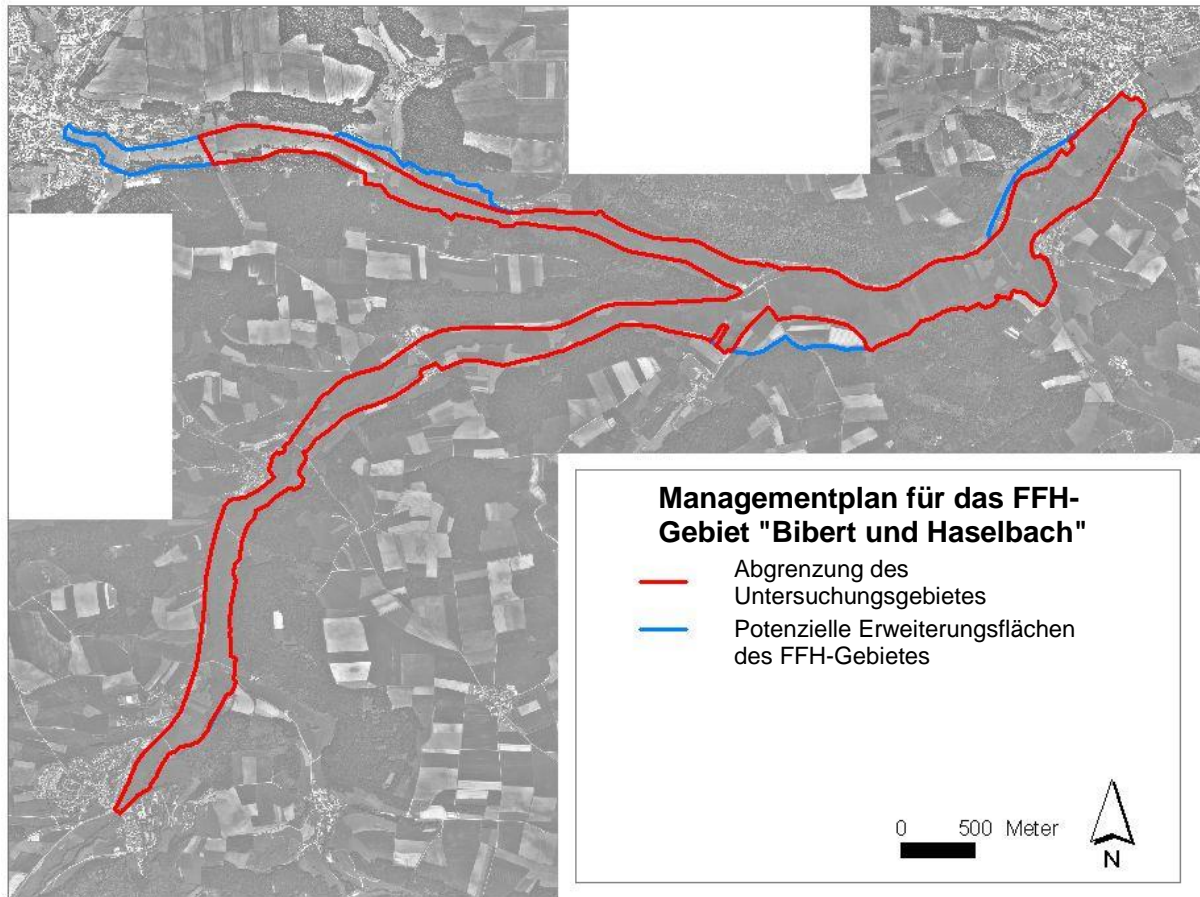 Managementplan für das FFH-
Gebiet "Bibert und Haselbach"
Abgrenzung des
Untersuchungsgebietes
Potenzielle Erweiterungsflächen
des FFH-Gebietes
0 500 Meter
N